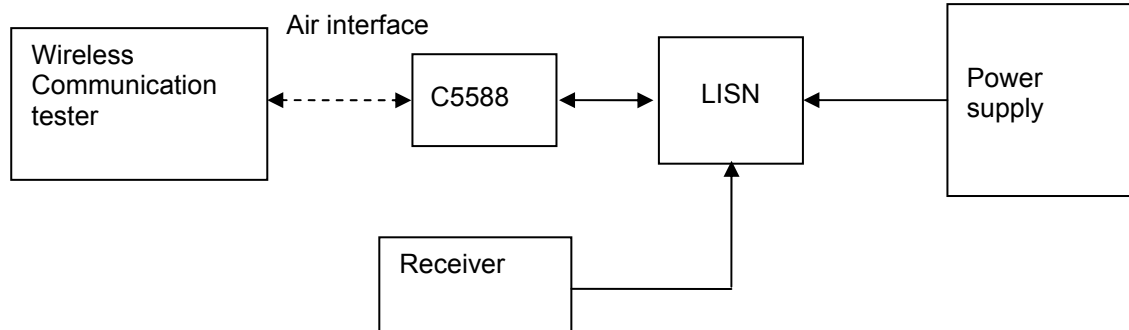 Air interface
Wireless
Communication
tester
C5588
LISN
Power
supply
Receiver